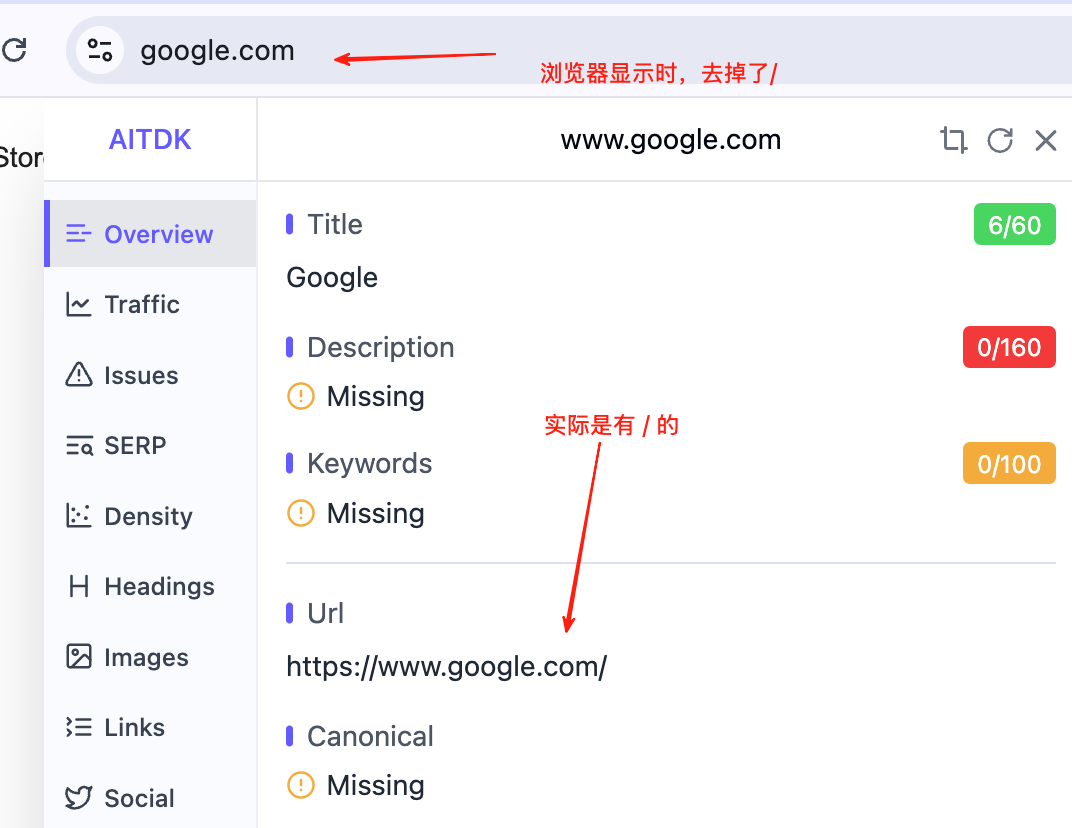 google.com
浏览器显示时，去掉了/
AITDK
www.google.com
Overview
Traffic
Issues
SERP
Density
Headings
Images
Links
Social
Title
6/60
Google
Description
0/160
Missing
实际是有 / 的
Keywords
0/100
Missing
Url
https://www.google.com/
Canonical
Missing